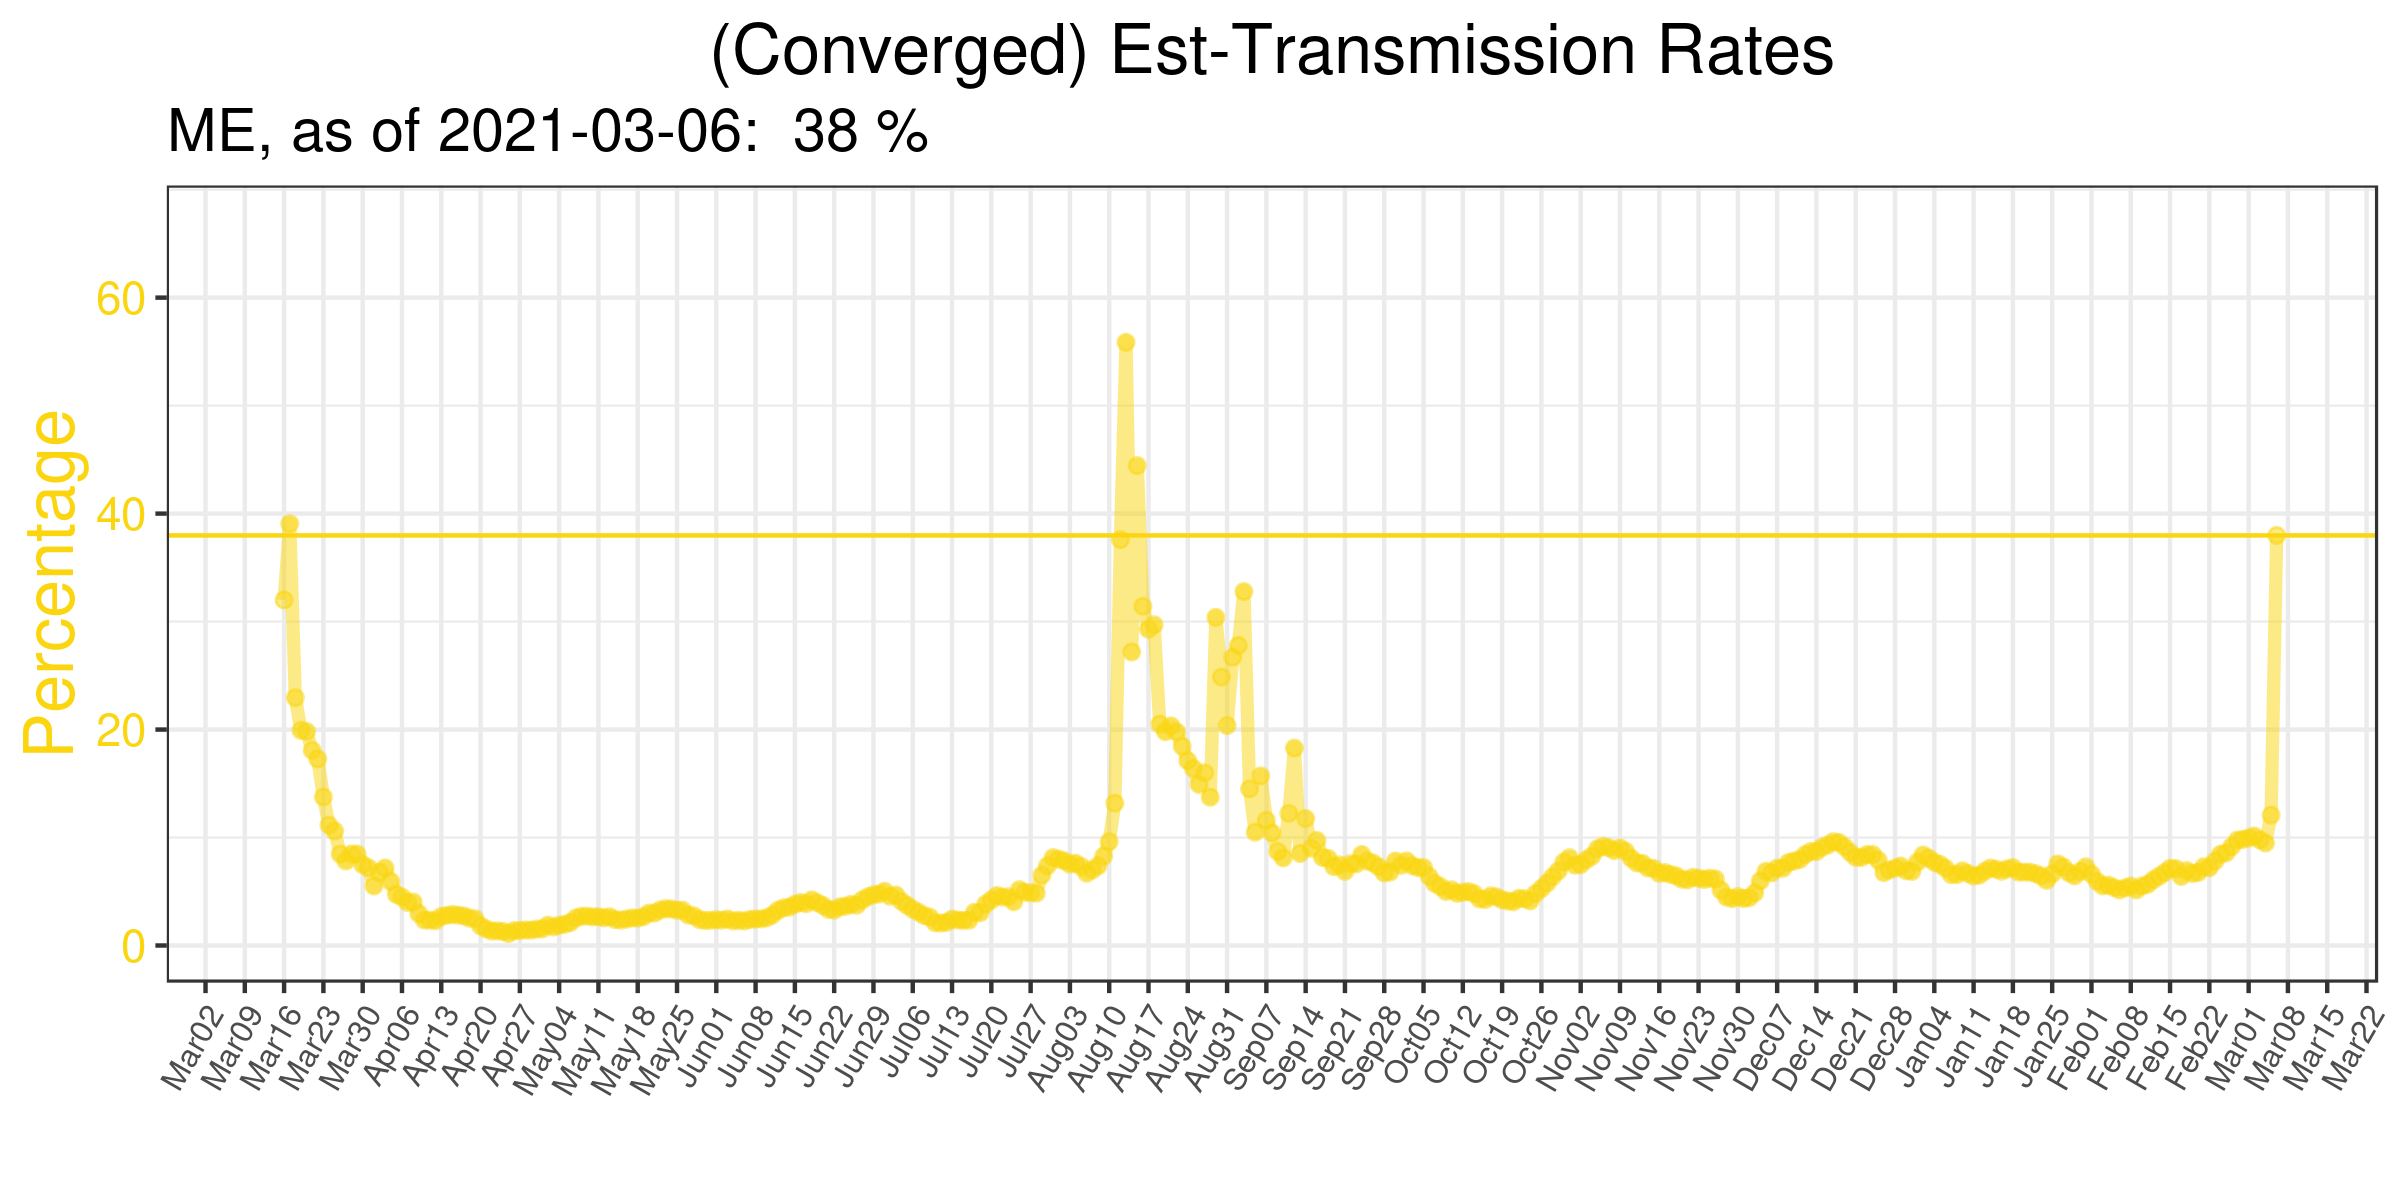 (Converged) Est-Transmission Rates
ME, as of 2021-03-06:  38 %
Percentage
60
40
20
0
Mar02
Mar09
Mar16
Mar23
Mar30
Apr06
Apr13
Apr20
Apr27
May04
May11
May18
May25
Jun01
Jun08
Jun15
Jun22
Jun29
Jul06
Jul13
Jul20
Jul27
Aug03
Aug10
Aug17
Aug24
Aug31
Sep07
Sep14
Sep21
Sep28
Oct05
Oct12
Oct19
Oct26
Nov02
Nov09
Nov16
Nov23
Nov30
Dec07
Dec14
Dec21
Dec28
Jan04
Jan11
Jan18
Jan25
Feb01
Feb08
Feb15
Feb22
Mar01
Mar08
Mar15
Mar22